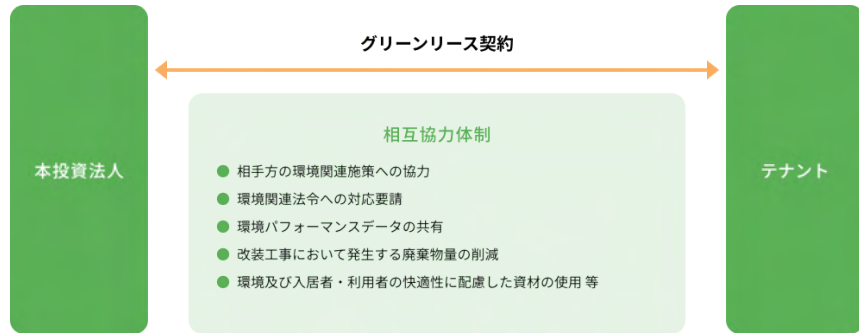 グリーンリース契約
本投資法人
相互協力体制
相手方の環境関連施策への協力
環境関連法令への対応要請
環境パフォーマンスデータの共有
改装工事において発生する廃棄物量の削減
環境及び入居者・利用者の快適性に配慮した資材の使用 等
テナント